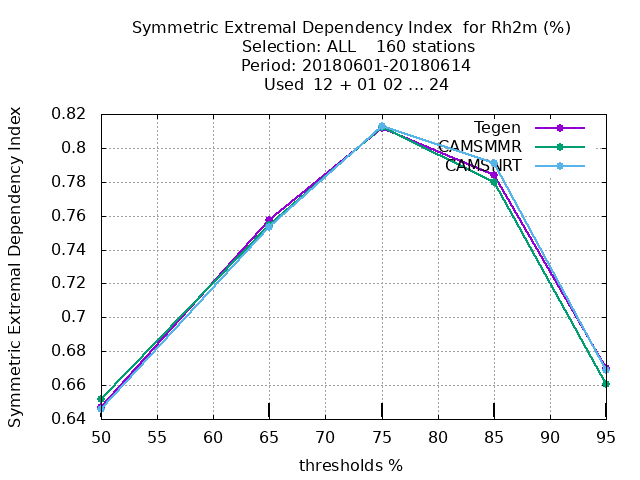 Symmetric Extremal Dependency Index  for Rh2m (%)
Selection: ALL    160 stations
Period: 20180601-20180614
Used  12 + 01 02 ... 24
Symmetric Extremal Dependency Index
0.82
0.8
0.78
0.76
0.74
0.72
0.7
0.68
0.66
0.64
Tegen
CAMSMMR
CAMSNRT
50 55 60 65 70 75 80 85 90 95
thresholds %